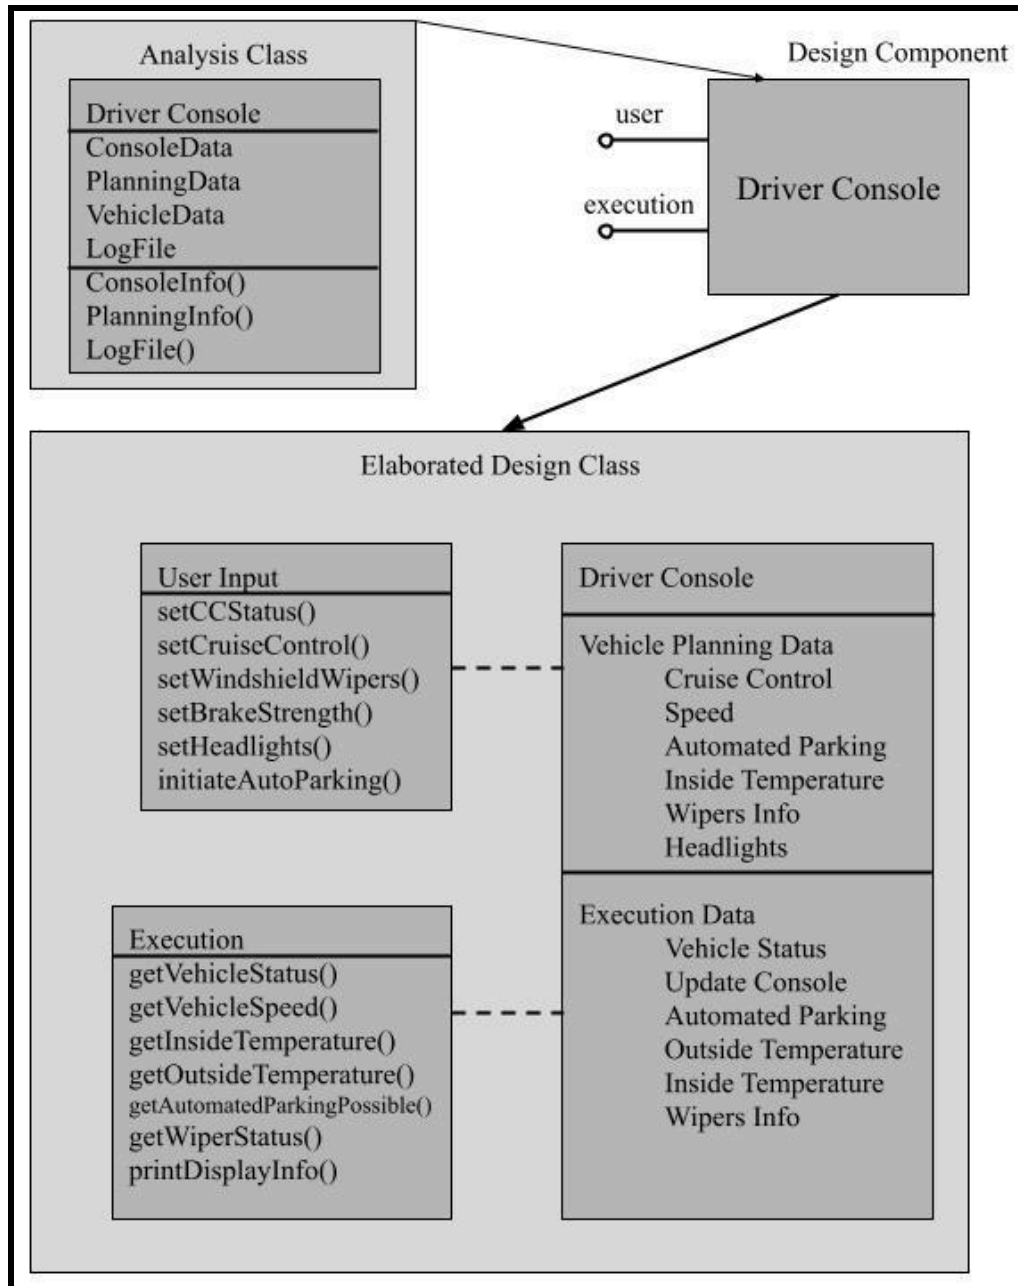 Analysis Class
Driver Console
ConsoleData
PlanningData
VehicleData
LogFile
ConsoleInfo()
PlanningInfo()
LogFile()
Design Component
user
execution
Driver Console
Elaborated Design Class
User Input
setCCStatus()
setCruiseControl()
setWindshieldWipers()
setBrakeStrength()
setHeadlights()
initiateAutoParking()
Execution
getVehicleStatus()
getVehicleSpeed()
getInsideTemperature()
getOutsideTemperature()
getAutomatedParkingPossible()
getWiperStatus()
printDisplayInfo()
Driver Console
Vehicle Planning Data
Cruise Control
Speed
Automated Parking
Inside Temperature
Wipers Info
Headlights
Execution Data
Vehicle Status
Update Console
Automated Parking
Outside Temperature
Inside Temperature
Wipers Info